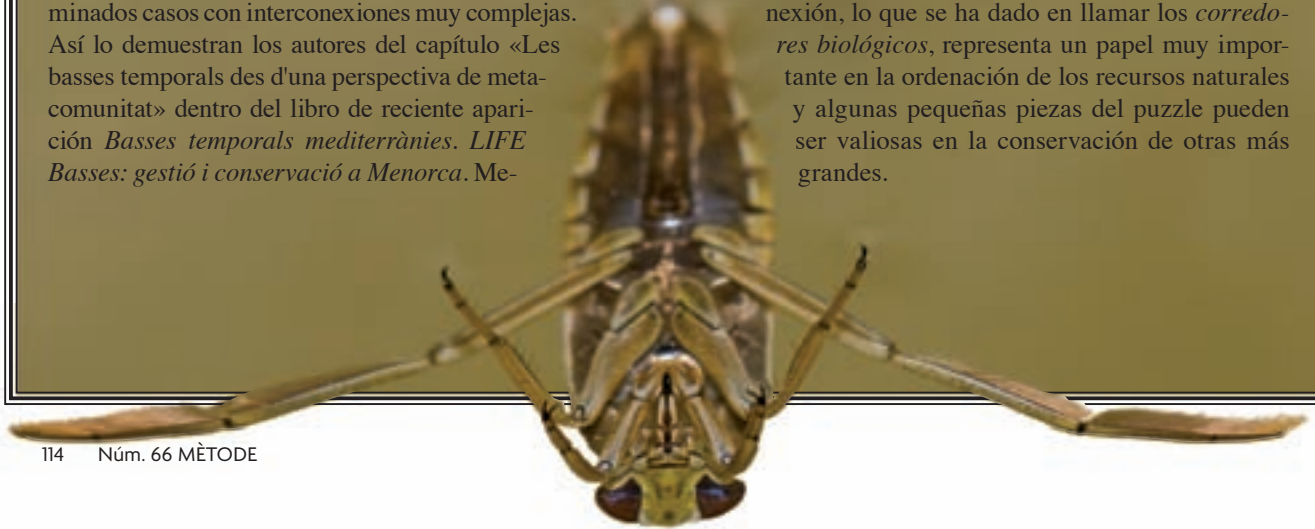 minados casos con interconexiones muy complejas.
Así lo demuestran los autores del capítulo «Les
basses temporals des d'una perspectiva de meta-
comunitat» dentro del libro de reciente apari-
ción Basses temporals mediterrànies. LIFE
Basses: gestió i conservació a Menorca. Me-
nexión, lo que se ha dado en llamar los corredo-
res biológicos, representa un papel muy impor-
tante en la ordenación de los recursos naturales
y algunas pequeñas piezas del puzzle pueden
ser valiosas en la conservación de otras más
grandes.
114 Núm. 66 MÈTODE